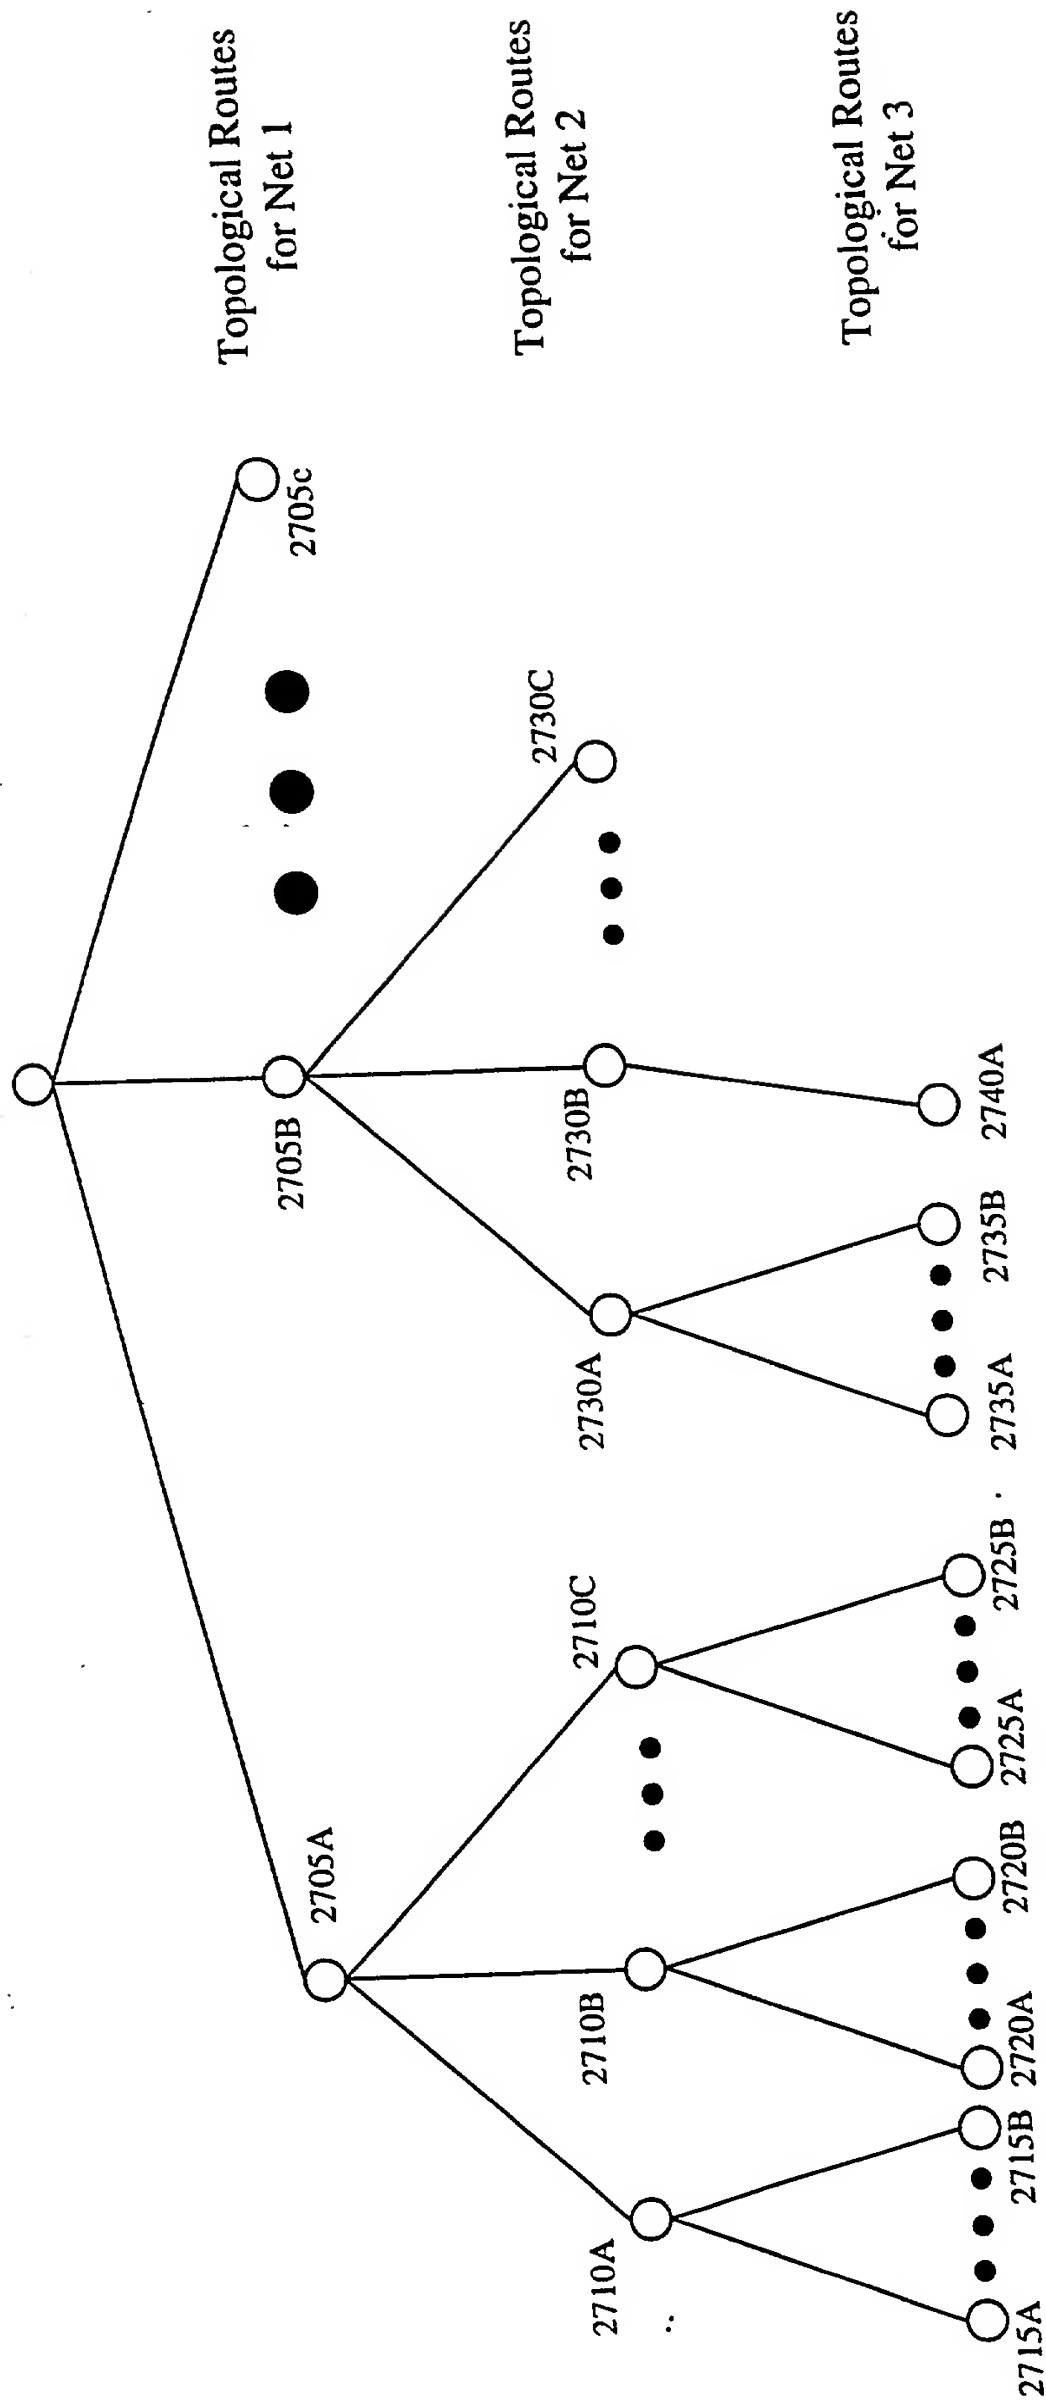 Topological Routes
for Net 1
2705A
2705B
2705c
Topological Routes
for Net 2
2710A
2710B
2710C
2730A
2730B
2730C
Topological Routes
for Net 3
2715A
2715B
2720A
2720B
2725A
2725B
2735A
2735B
2740A